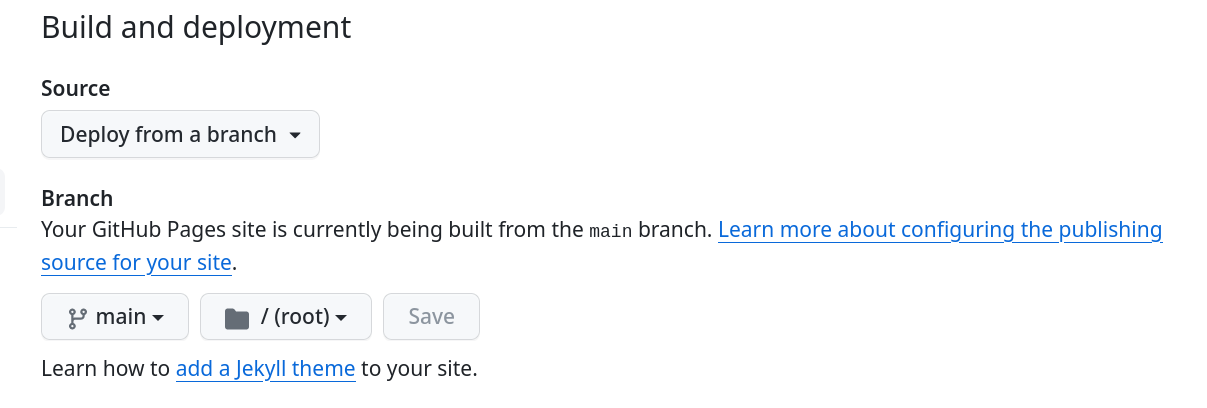 Build and deployment
Source
Deploy from a branch
Branch
Your GitHub Pages site is currently being built from the main branch. Learn more about configuring the publishing
source for your site.
main / (root) Save
Learn how to add a Jekyll theme to your site.